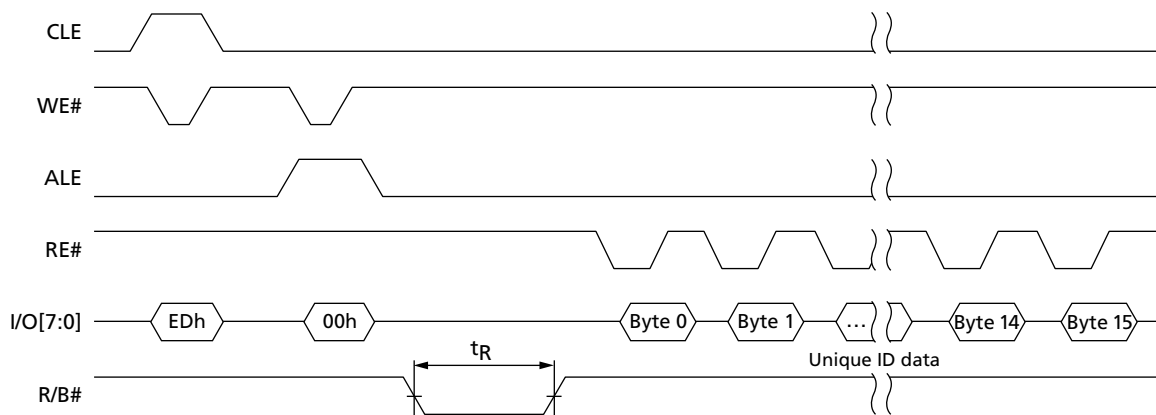 CLE
WE#
ALE
RE#
I/O[7:0] EDh 00h Byte 0 Byte 1 ... Byte 14 Byte 15
Unique ID data
tR
R/B#